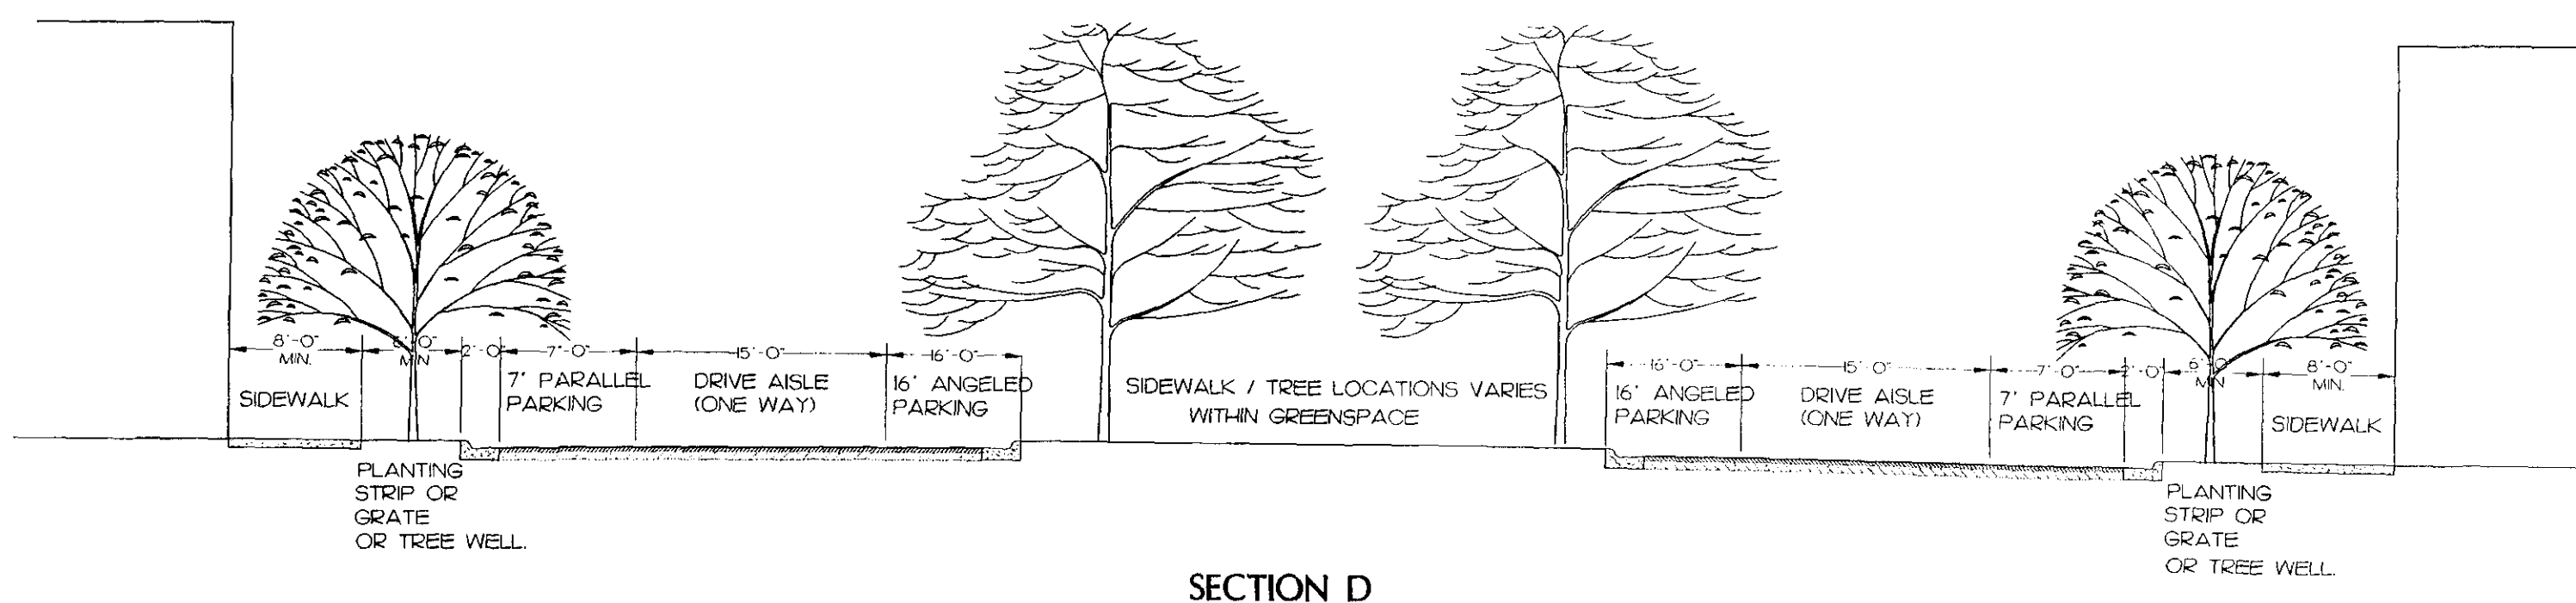 8'-0" MIN.
6'-0" MIN
2'-0"
7'-0"
15'-0"
16'-0"
SIDEWALK
7' PARALLEL
PARKING
DRIVE AISLE
(ONE WAY)
16' ANGELED
PARKING
SIDEWALK / TREE LOCATIONS VARIES
WITHIN GREENSPACE
16'-0"
15'-0"
7'-0"
2'-0"
6'-0 MIN
8'-0" MIN.
16' ANGELED
PARKING
DRIVE AISLE
(ONE WAY)
7' PARALLEL
PARKING
SIDEWALK
PLANTING
STRIP OR
GRATE
OR TREE WELL.
PLANTING
STRIP OR
GRATE
OR TREE WELL.
SECTION D